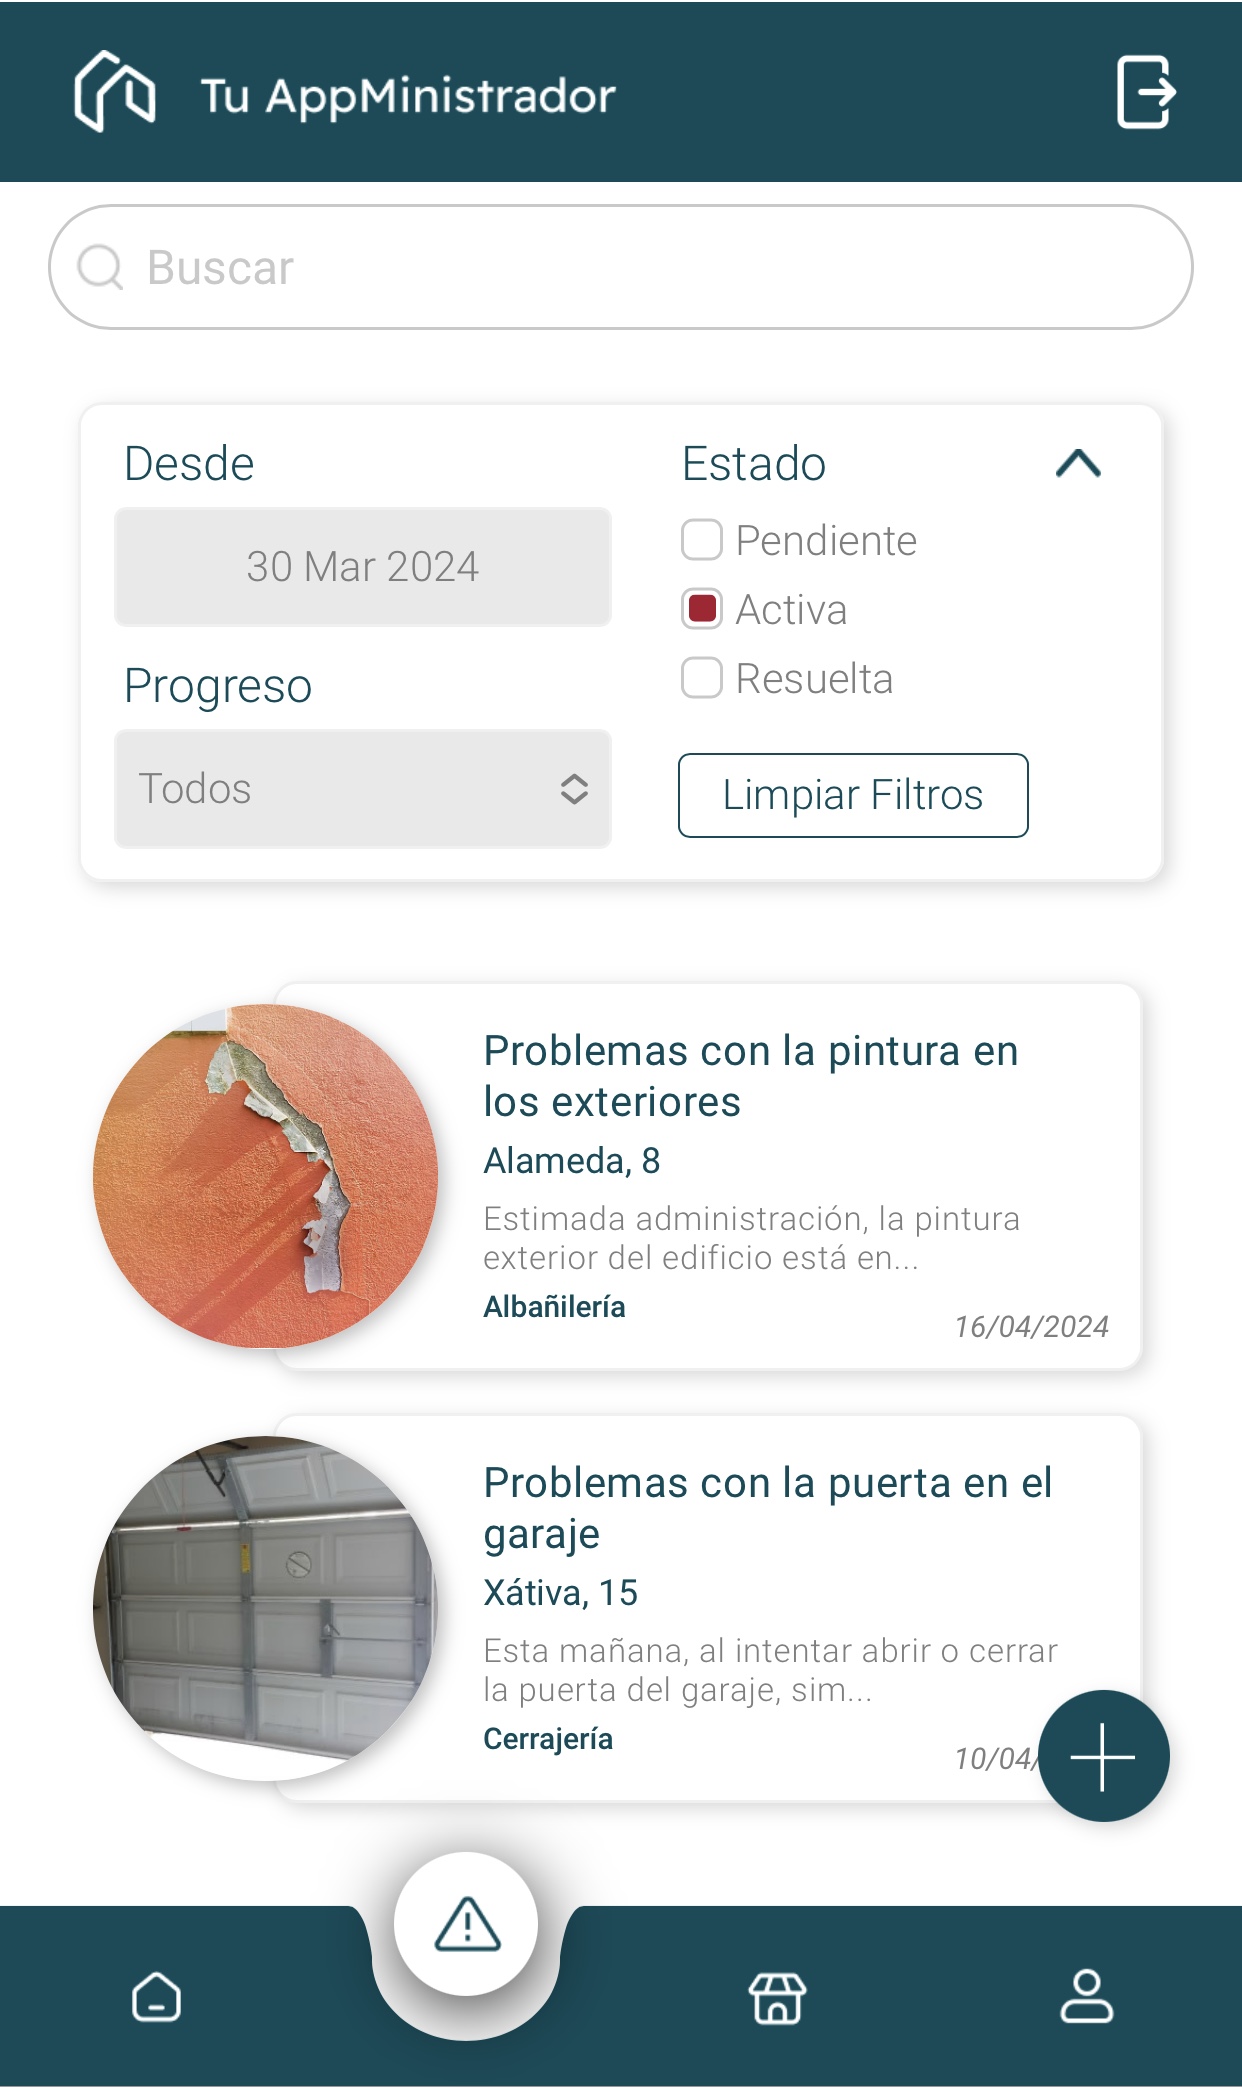 Tu AppMinistrador
Buscar
Desde
30 Mar 2024
Progreso
Todos
Estado
Pendiente
Activa
Resuelta
Limpiar Filtros
Problemas con la pintura en
los exteriores
Alameda, 8
Estimada administración, la pintura
exterior del edificio está en...
Albañilería
16/04/2024
Problemas con la puerta en el
garaje
Xátiva, 15
Esta mañana, al intentar abrir o cerrar
la puerta del garaje, sim...
Cerrajería
10/04/